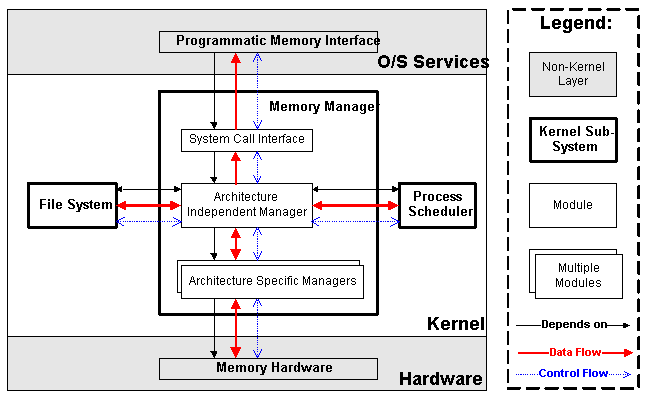 Programmatic Memory Interface
O/S Services
Memory Manager
System Call Interface
File System
Architecture
Independent Manager
Process
Scheduler
Architecture Specific Managers
Kernel
Memory Hardware
Hardware
Legend:
Non-Kernel
Layer
Kernel Sub-
System
Module
Multiple
Modules
Depends on
Data Flow
Control Flow